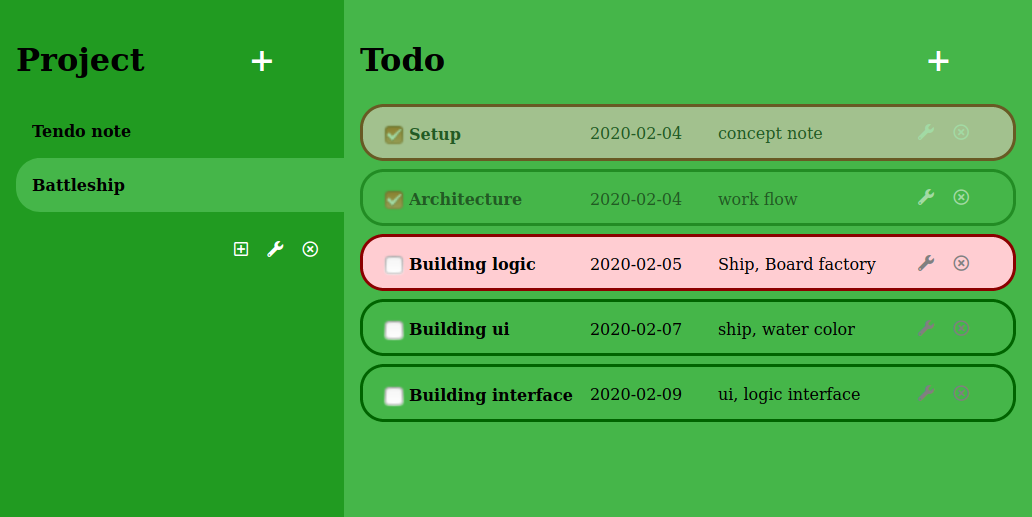 Project
Tendo note
Battleship
Todo
Setup 2020-02-04 concept note
Architecture 2020-02-04 work flow
Building logic 2020-02-05 Ship, Board factory
Building ui 2020-02-07 ship, water color
Building interface 2020-02-09 ui, logic interface